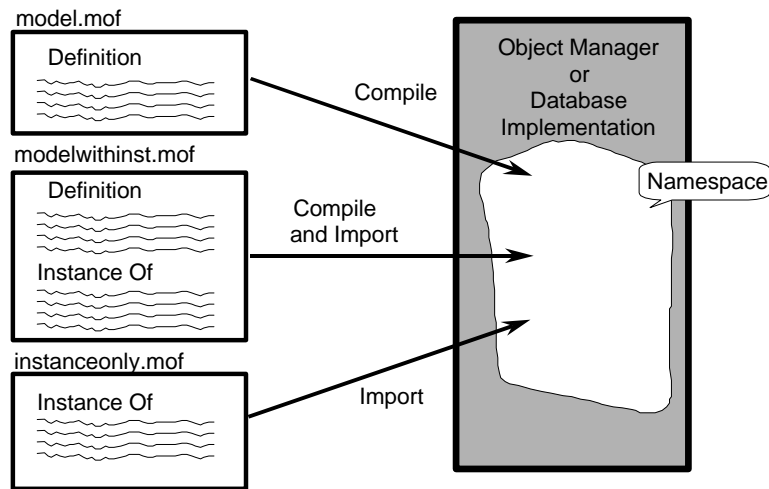 model.mof
Definition
modelwithinst.mof
Definition
Instance Of
instanceonly.mof
Instance Of
Compile
Compile
and Import
Import
Object Manager
or
Database
Implementation
Namespace